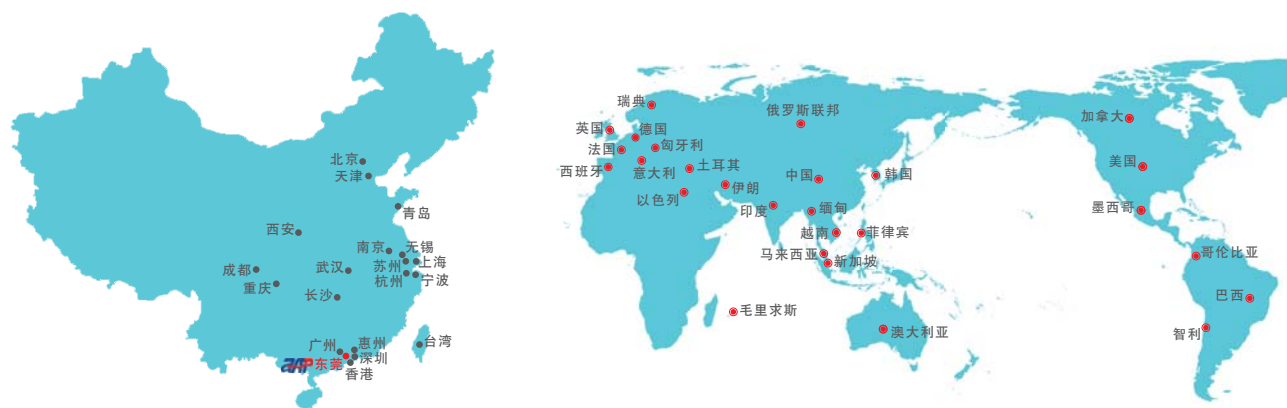 北京
天津
青岛
西安
南京
无锡
苏州
上海
成都
武汉
杭州
宁波
重庆
长沙
台湾
广州
惠州
东莞
深圳
香港
瑞典
俄罗斯联邦
加拿大
英国
德国
法国
匈牙利
美国
西班牙
意大利
土耳其
中国
韩国
伊朗
以色列
印度
缅甸
墨西哥
越南
菲律宾
马来西亚
新加坡
哥伦比亚
巴西
毛里求斯
澳大利亚
智利